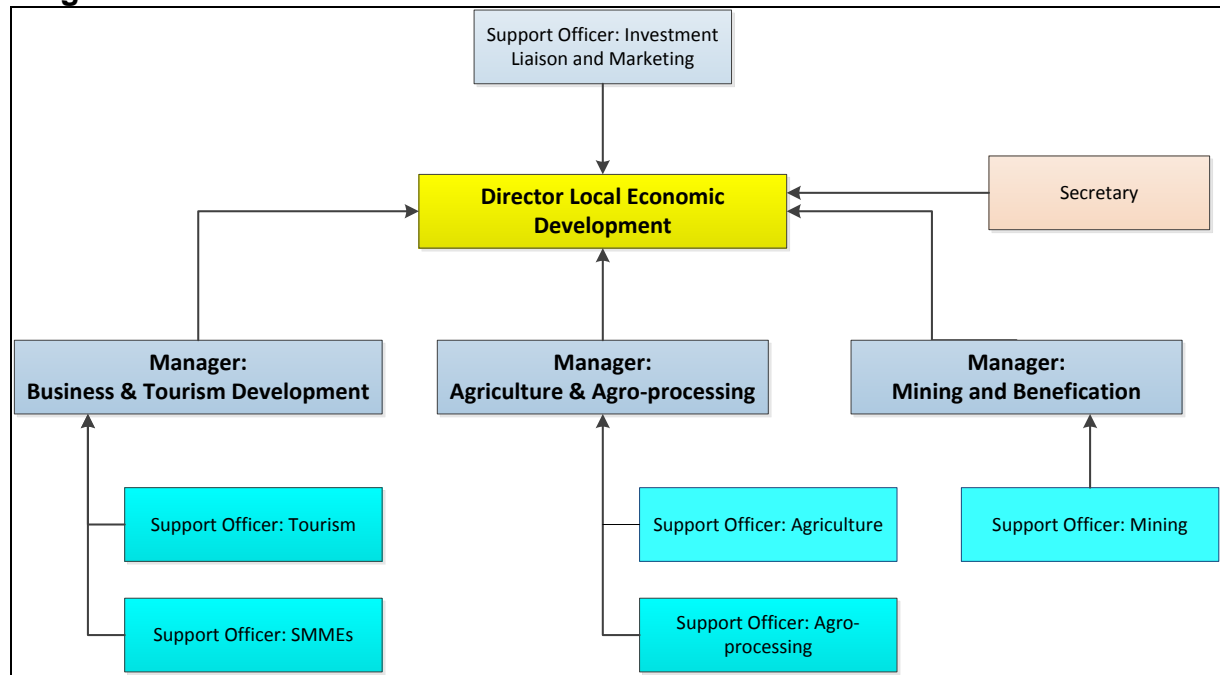 Support Officer: Investment
Liaison and Marketing
Director Local Economic
Development
Secretary
Manager:
Business & Tourism Development
Manager:
Agriculture & Agro-processing
Manager:
Mining and Benefication
Support Officer: Tourism
Support Officer: Agriculture
Support Officer: Mining
Support Officer: SMMEs
Support Officer: Agro-
processing